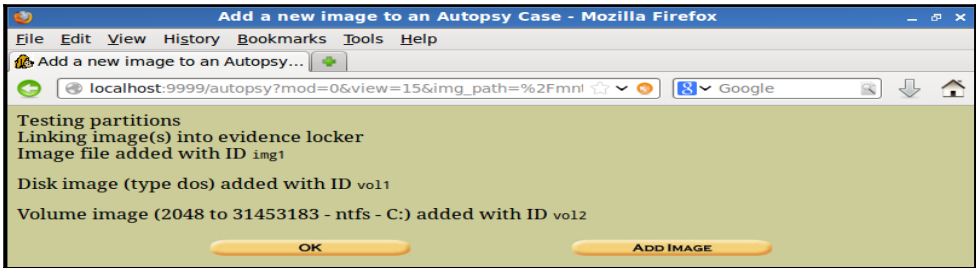 Add a new image to an Autopsy Case - Mozilla Firefox
File Edit View History Bookmarks Tools Help
Add a new image to an Autopsy...
localhost:9999/autopsy?mod=0&view=15&img_path=%2Fmnt
Google
Testing partitions
Linking image(s) into evidence locker
Image file added with ID img1
Disk image (type dos) added with ID vol1
Volume image (2048 to 31453183 - ntfs - C:) added with ID vol2
OK ADD IMAGE